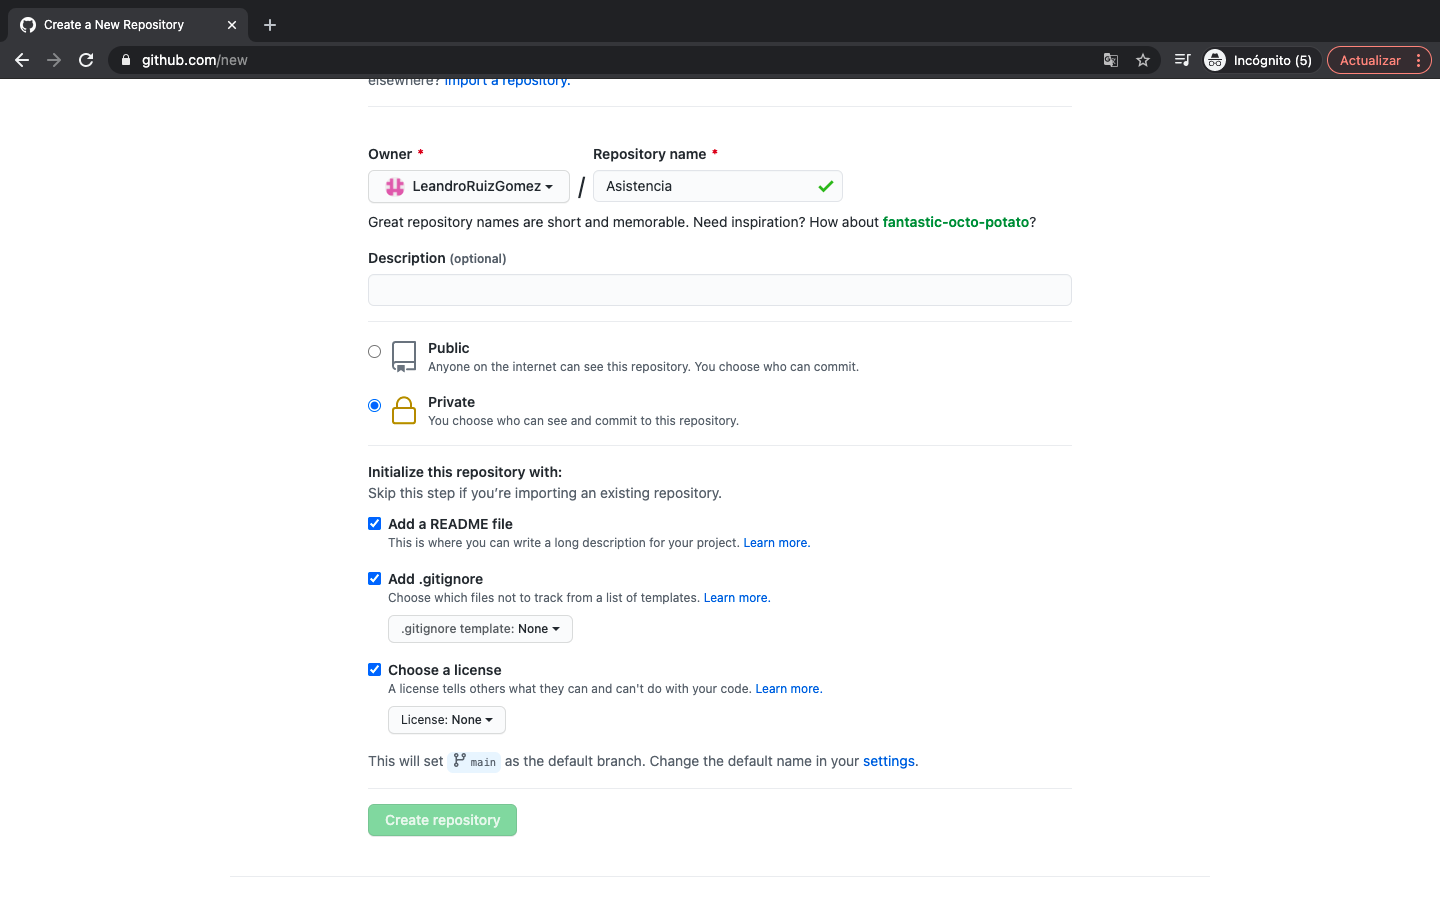 Create a New Repository
github.com/new
Incógnito (5)
Actualizar
elsewhere? Import a repository.
Owner *
Repository name *
LeandroRuizGomez
/
Asistencia
Great repository names are short and memorable. Need inspiration? How about fantastic-octo-potato?
Description (optional)
Public
Anyone on the internet can see this repository. You choose who can commit.
Private
You choose who can see and commit to this repository.
Initialize this repository with:
Skip this step if you’re importing an existing repository.
Add a README file
This is where you can write a long description for your project. Learn more.
Add .gitignore
Choose which files not to track from a list of templates. Learn more.
.gitignore template: None
Choose a license
A license tells others what they can and can't do with your code. Learn more.
License: None
This will set main as the default branch. Change the default name in your settings.
Create repository